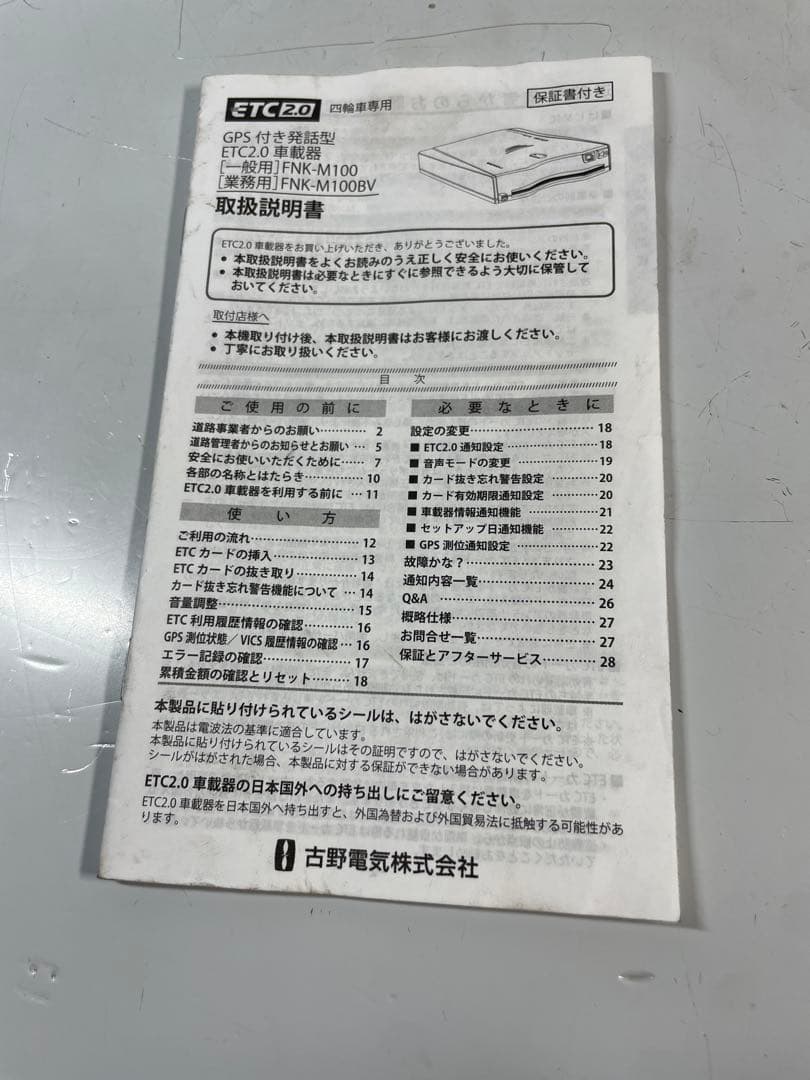 ETC2.0 四輪車専用
保証書付き
GPS 付き発話型
ETC2.0 車載器
[一般用]FNK-M100
[業務用]FNK-M100BV
取扱説明書
ETC2.0 車載器をお買い上げいただき、ありがとうございました。
● 本取扱説明書をよくお読みのうえ正しく安全にお使いください。
● 本取扱説明書は必要なときにすぐに参照できるよう大切に保管して
おいてください。
取付店様へ
● 本機取り付け後、本取扱説明書はお客様にお渡しください。
● 丁寧にお取り扱いください。
目 次
ご使用の前に
道路事業者からのお願い………… 2
道路管理者からのお知らせとお願い … 5
安全にお使いいただくために…… 7
各部の名称とはたらき………… 10
ETC2.0 車載器を利用する前に … 11
使い方
ご利用の流れ………………… 12
ETC カードの挿入…………… 13
ETC カードの抜き取り………… 14
カード抜き忘れ警告機能について … 14
音量調整…………………… 15
ETC 利用履歴情報の確認……… 16
GPS 測位状態／ VICS 履歴情報の確認… 16
エラー記録の確認…………… 17
累積金額の確認とリセット……… 18
必要なときに
設定の変更………………… 18
■ ETC2.0 通知設定…………… 18
■ 音声モードの変更…………… 19
■ カード抜き忘れ警告設定……… 20
■ カード有効期限通知設定……… 20
■ 車載器情報通知機能………… 21
■ セットアップ日通知機能……… 22
■ GPS 測位通知設定…………… 22
故障かな？………………… 23
通知内容一覧……………… 24
Q&A …………………… 26
概略仕様…………………… 27
お問合せ一覧……………… 27
保証とアフターサービス……… 28
本製品に貼り付けられているシールは、はがさないでください。
本製品は電波法の基準に適合しています。
本製品に貼り付けられているシールはその証明ですので、はがさないでください。
シールがはがされた場合、本製品に対する保証ができない場合があります。
ETC2.0 車載器の日本国外への持ち出しにご留意ください。
ETC2.0 車載器を日本国外へ持ち出すと、外国為替および外国貿易法に抵触する可能性があ
ります。
古野電気株式会社